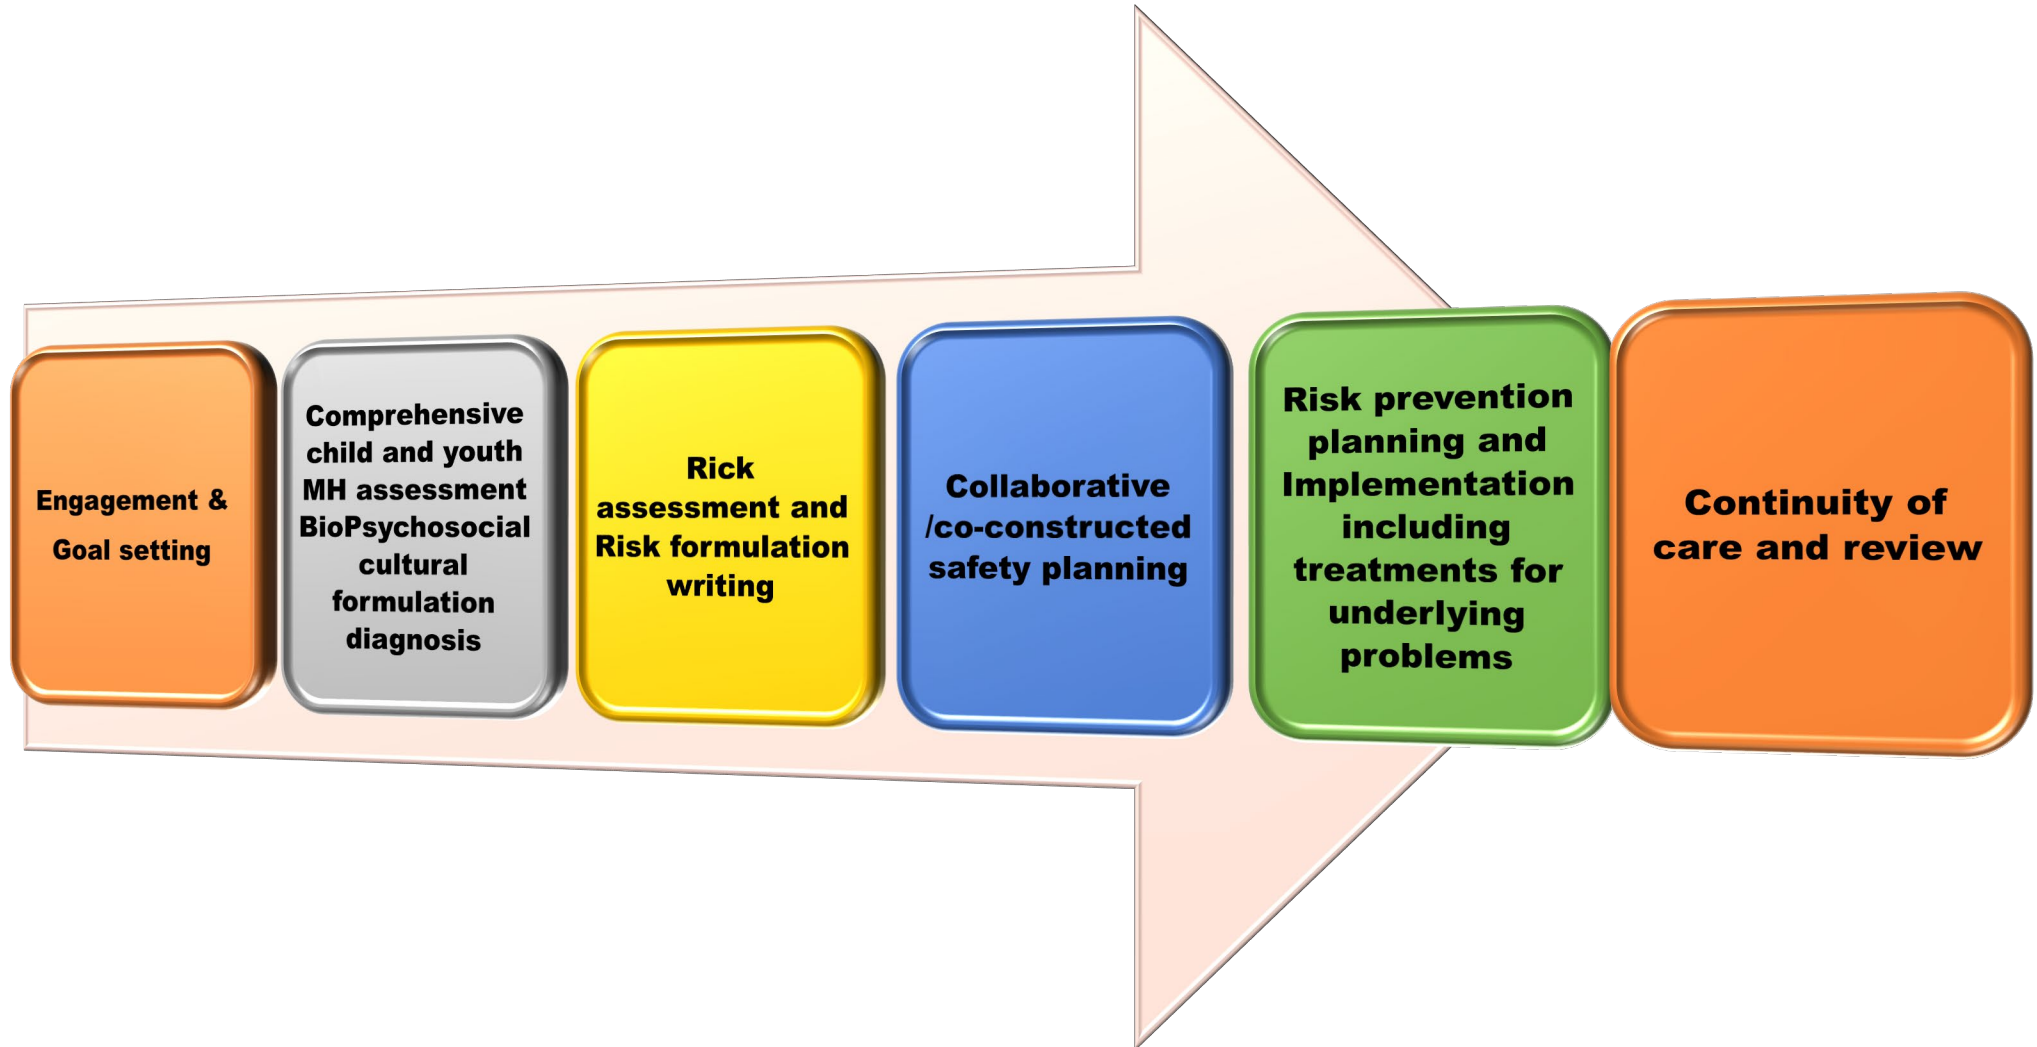 Engagement &
Goal setting
Comprehensive
child and youth
MH assessment
BioPsychosocial
cultural
formulation
diagnosis
Rick
assessment and
Risk formulation
writing
Collaborative
/co-constructed
safety planning
Risk prevention
planning and
Implementation
including
treatments for
underlying
problems
Continuity of
care and review